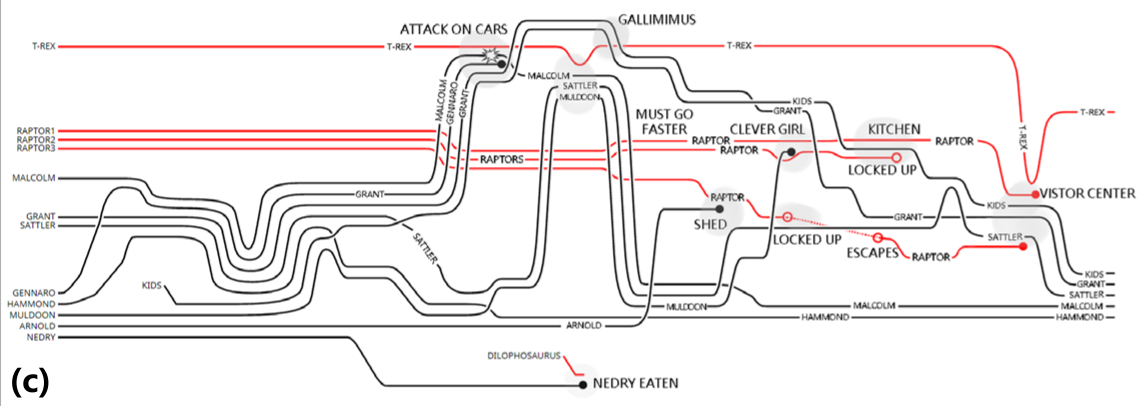 ATTACK ON CARS
GALLIMIMUS
T-REX
T-REX
T-REX
MALCOLM
GENNARO
GRANT
MALCOLM
SATTLER
MULDOON
KIDS
GRANT
T-REX
T-REX
MUST GO
FASTER
CLEVER GIRL
KITCHEN
RAPTOR1
RAPTOR2
RAPTOR3
RAPTORS
RAPTOR
RAPTOR
RAPTOR
LOCKED UP
MALCOLM
GRANT
RAPTOR
VISTOR CENTER
KIDS
GRANT
SATTLER
GRANT
SHED
LOCKED UP
SATTLER
SATTLER
ESCAPES
RAPTOR
KIDS
GENNARO
HAMMOND
MULDOON
ARNOLD
NEDRY
ARNOLD
MULDOON
MALCOLM
HAMMOND
KIDS
GRANT
SATTLER
MALCOLM
HAMMOND
DILOPHOSAURUS
NEDRY EATEN
(c)